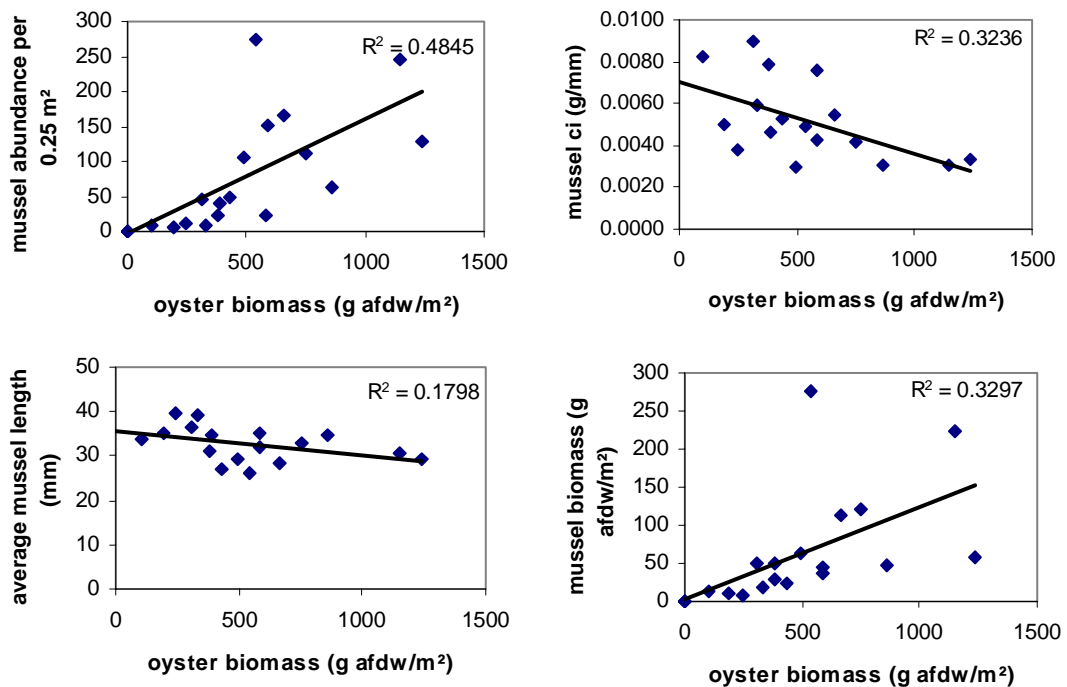 mussel abundance per
0.25 m²
300
250
200
150
100
50
0
R² = 0.4845
0 500 1000 1500
oyster biomass (g afdw/m²)
mussel ci (g/mm)
0.0100
0.0080
0.0060
0.0040
0.0020
0.0000
R² = 0.3236
0 500 1000 1500
oyster biomass (g afdw/m²)
average mussel length
(mm)
50
40
30
20
10
0
R² = 0.1798
0 500 1000 1500
oyster biomass (g afdw/m²)
mussel biomass (g
afdw/m²)
300
250
200
150
100
50
0
R² = 0.3297
0 500 1000 1500
oyster biomass (g afdw/m²)